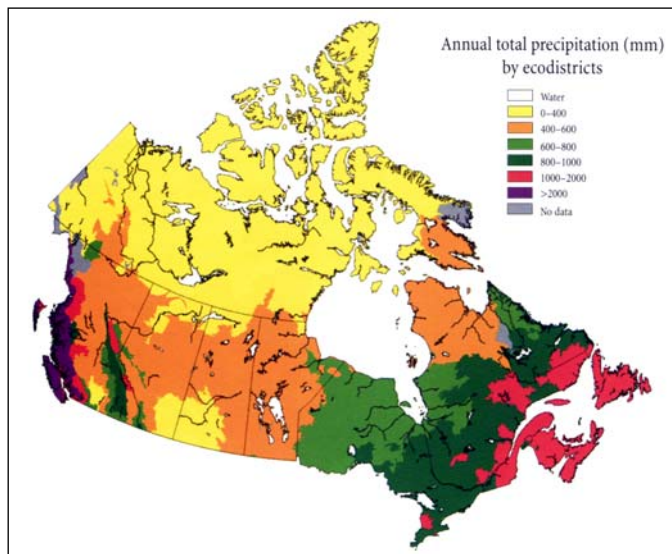 Annual total precipitation (mm)
by ecodistricts
Water
0–400
400–600
600–800
800–1000
1000–2000
>2000
No data